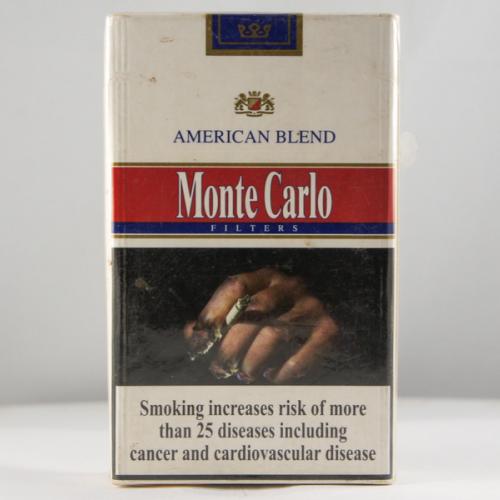 AMERICAN BLEND
Monte Carlo
FILTERS
Smoking increases risk of more
than 25 diseases including
cancer and cardiovascular disease